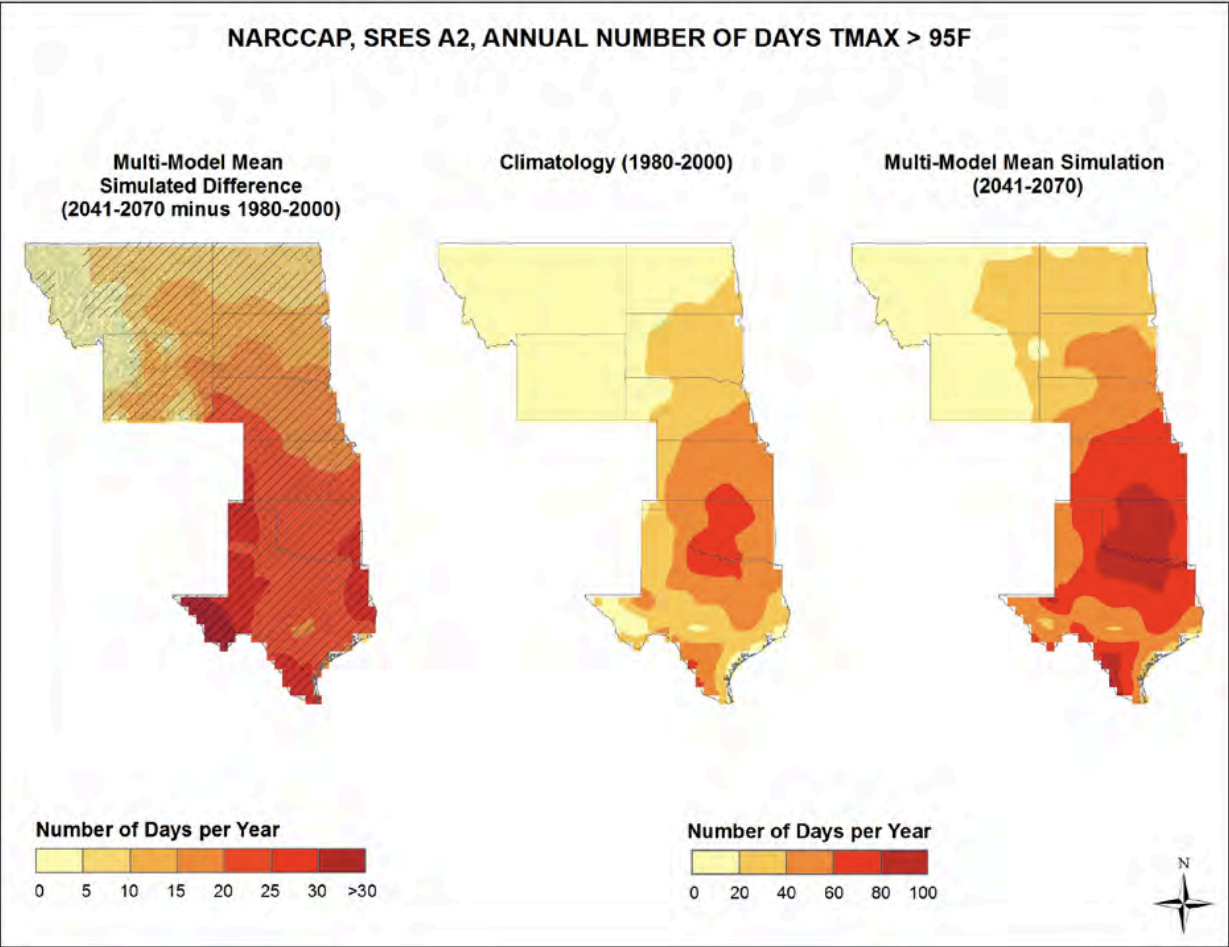 NARCCAP, SRES A2, ANNUAL NUMBER OF DAYS TMAX > 95F
Multi-Model Mean
Simulated Difference
(2041-2070 minus 1980-2000)
Climatology (1980-2000)
Multi-Model Mean Simulation
(2041-2070)
Number of Days per Year
0 5 10 15 20 25 30 >30
Number of Days per Year
0 20 40 60 80 100
N